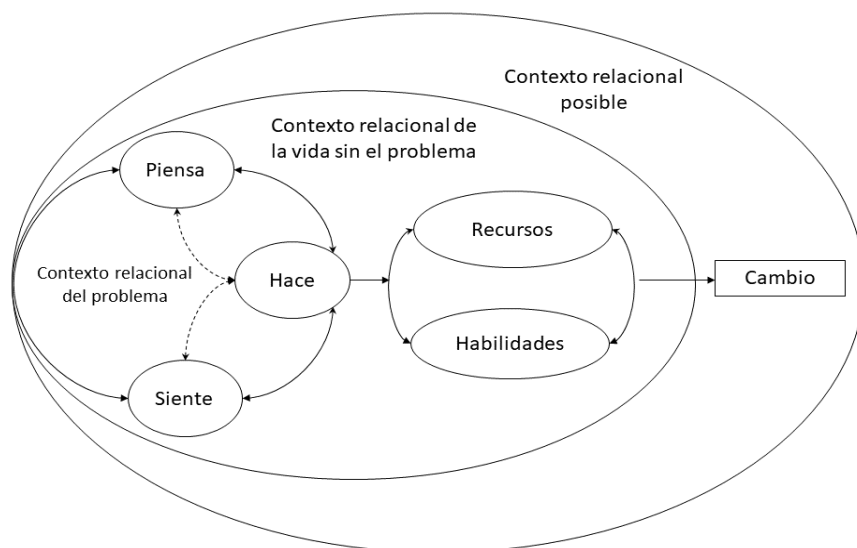 Contexto relacional
posible
Contexto relacional de
la vida sin el problema
Piensa
Recursos
Contexto relacional
del problema
Hace
Cambio
Habilidades
Siente